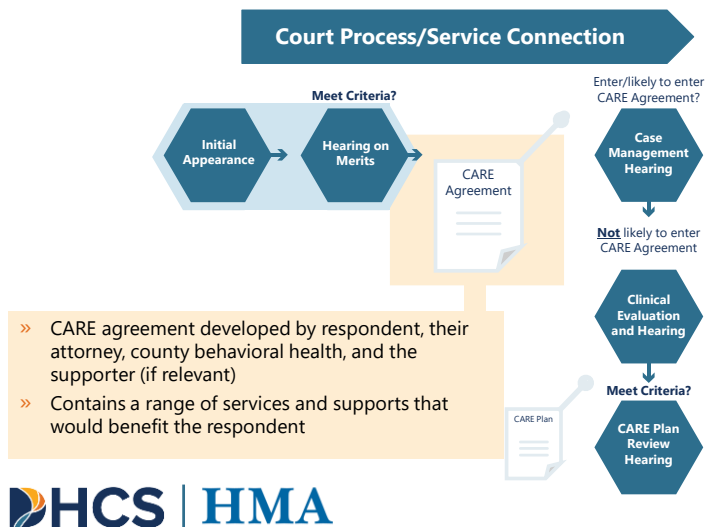 Court Process/Service Connection
Meet Criteria?
Initial
Appearance
Hearing on
Merits
CARE
Agreement
Enter/likely to enter
CARE Agreement?
Case
Management
Hearing
Not likely to enter
CARE Agreement
Clinical
Evaluation
and Hearing
Meet Criteria?
CARE Plan
Review
Hearing
CARE Plan
» CARE agreement developed by respondent, their
attorney, county behavioral health, and the
supporter (if relevant)
» Contains a range of services and supports that
would benefit the respondent
DHCS
HMA